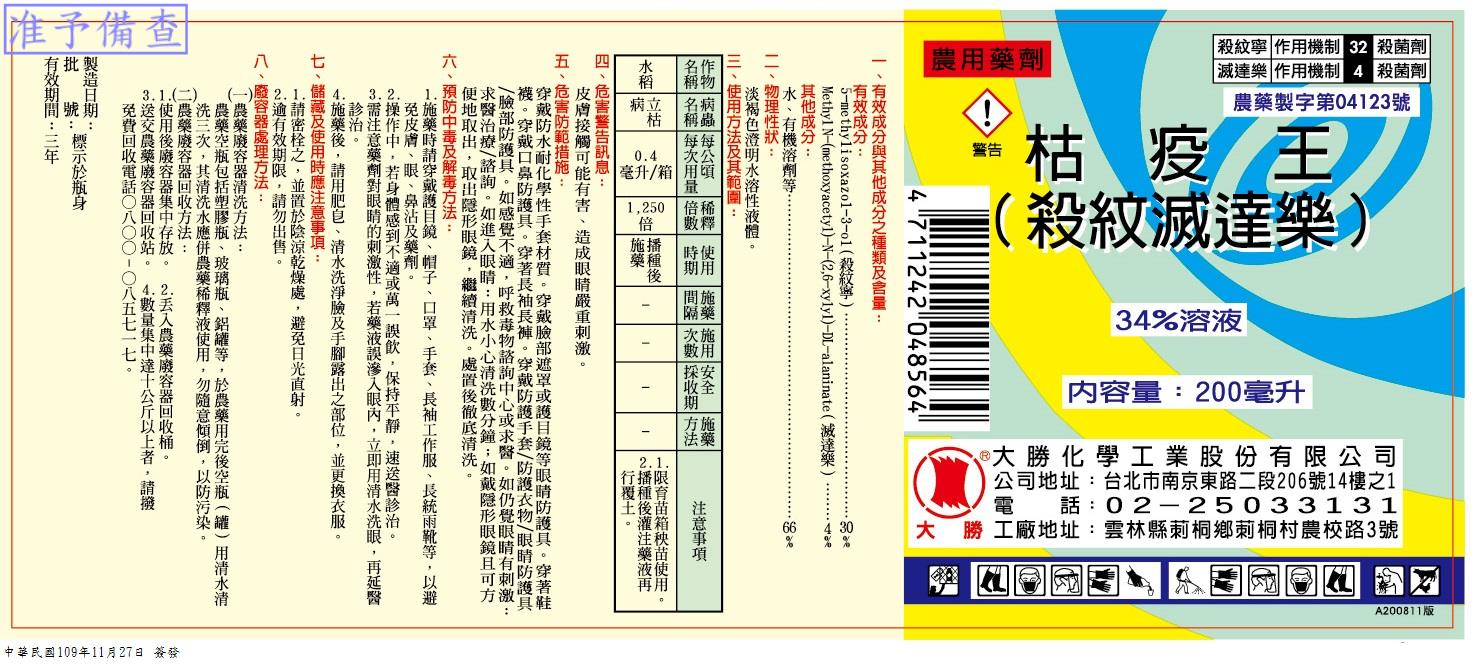 准予備查
農用藥劑
殺紋寧 作用機制 32 殺菌劑
滅達樂 作用機制 4 殺菌劑
農藥製字第04123號
警告
枯疫王
(殺紋滅達樂)
4 711242 048564
34%溶液
内容量：200毫升
大勝
®
大勝化學工業股份有限公司
公司地址：台北市南京東路二段206號14樓之1
電話：02-25033131
工廠地址：雲林縣莿桐鄉莿桐村農校路3號
A200811版
一、有效成分與其他成分之種類及含量：
有效成分：
5-methylisoxazol-3-ol(殺紋寧)……30%
Methyl N-(methoxyacetyl)-N-(2,6-xylyl)-DL-alaninate(滅達樂)……4%
其他成分：
水、有機溶劑等……66%
二、物理性狀：
淡褐色澄明水溶性液體。
三、使用方法及其範圍：
作物名稱 病蟲名稱 每公頃每次用量 稀釋倍數 使用時期 施藥間隔 施用次數 安全採收期 施藥方法 注意事項
水稻 立枯病 0.4毫升/箱 1,250倍 播種後施藥 - - - - 1.限育苗箱秧苗使用。
2.播種後灌注藥液再
行覆土。
四、危害警告訊息：
皮膚接觸可能有害、造成眼睛嚴重刺激。
五、危害防範措施：
穿戴防水耐化學性手套材質。穿戴臉部遮罩或護目鏡等眼睛防護具。穿著鞋
襪。穿戴口鼻防護具。穿著長袖長褲。穿戴防護手套/防護衣物/眼睛防護具
/臉部防護具。如感覺不適，呼救毒物諮詢中心或求醫。如仍覺眼睛有刺激：
求醫治療/諮詢。如進入眼睛：用水小心清洗數分鐘；如戴隱形眼鏡且可方
便地取出，取出隱形眼鏡，繼續清洗。處置後徹底清洗。
六、預防中毒及解毒方法：
1.施藥時請穿戴護目鏡、帽子、口罩、手套、長袖工作服、長統雨靴等，以避
免皮膚、眼、鼻沾及藥劑。
2.操作中，若身體感到不適或萬一誤飲，保持平靜，速送醫診治。
3.需注意藥劑對眼睛的刺激性，若藥液誤滲入眼內，立即用清水洗眼，再延醫
診治。
4.施藥後，請用肥皂、清水洗淨臉及手腳露出之部位，並更換衣服。
七、儲藏及使用時應注意事項：
1.請密栓之，並置於陰涼乾燥處，避免日光直射。
2.逾有效期限，請勿出售。
八、廢容器處理方法：
(一)農藥廢容器清洗方法：
農藥空瓶包括塑膠瓶、玻璃瓶、鋁罐等，於農藥用完後空瓶(罐)用清水清
洗三次，其清洗水應併農藥稀釋液使用，勿隨意傾倒，以防污染。
(二)農藥廢容器回收方法：
1.使用後廢容器集中存放。 2.丟入農藥廢容器回收桶。
3.送交農藥廢容器回收站。 4.數量集中達十公斤以上者，請撥
免費回收電話○八○○-○八五七一七。
製造日期：標示於瓶身
批號：
有效期間：三年
中華民國109年11月27日 簽發